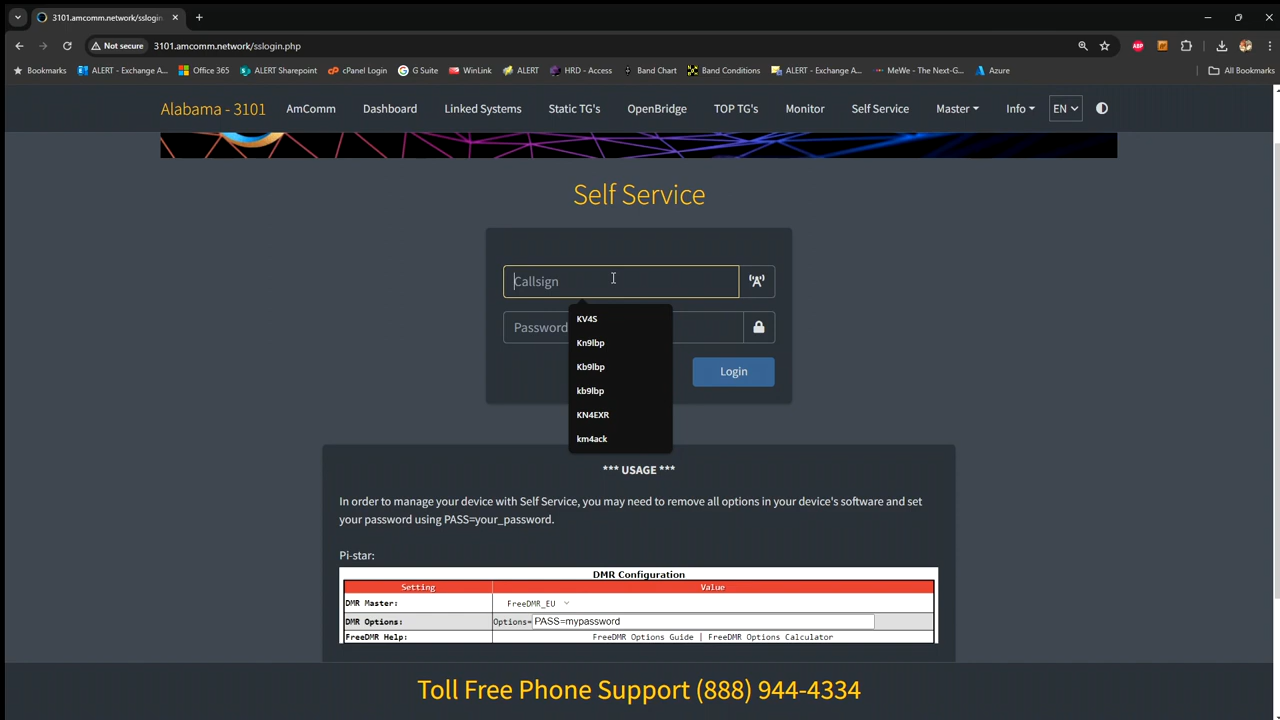 3101.amcomm.network/sslogin
Not secure 3101.amcomm.network/sslogin.php ABP
Bookmarks ALERT - Exchange A... Office 365 ALERT Sharepoint cPanel Login G Suite WinLink ALERT HRD - Access Band Chart Band Conditions ALERT - Exchange A... MeWe - The Next-G... Azure All Bookmarks
Alabama - 3101 AmComm Dashboard Linked Systems Static TG's OpenBridge TOP TG's Monitor Self Service Master Info EN
Self Service
Callsign
KV4S
Password
Kn9lbp
Kb9lbp
Login
kb9lbp
KN4EXR
km4ack
*** USAGE ***
In order to manage your device with Self Service, you may need to remove all options in your device's software and set
your password using PASS=your_password.
Pi-star:
DMR Configuration
Setting Value
DMR Master: FreeDMR_EU
DMR Options: Options= PASS=mypassword
FreeDMR Help: FreeDMR Options Guide | FreeDMR Options Calculator
Toll Free Phone Support (888) 944-4334